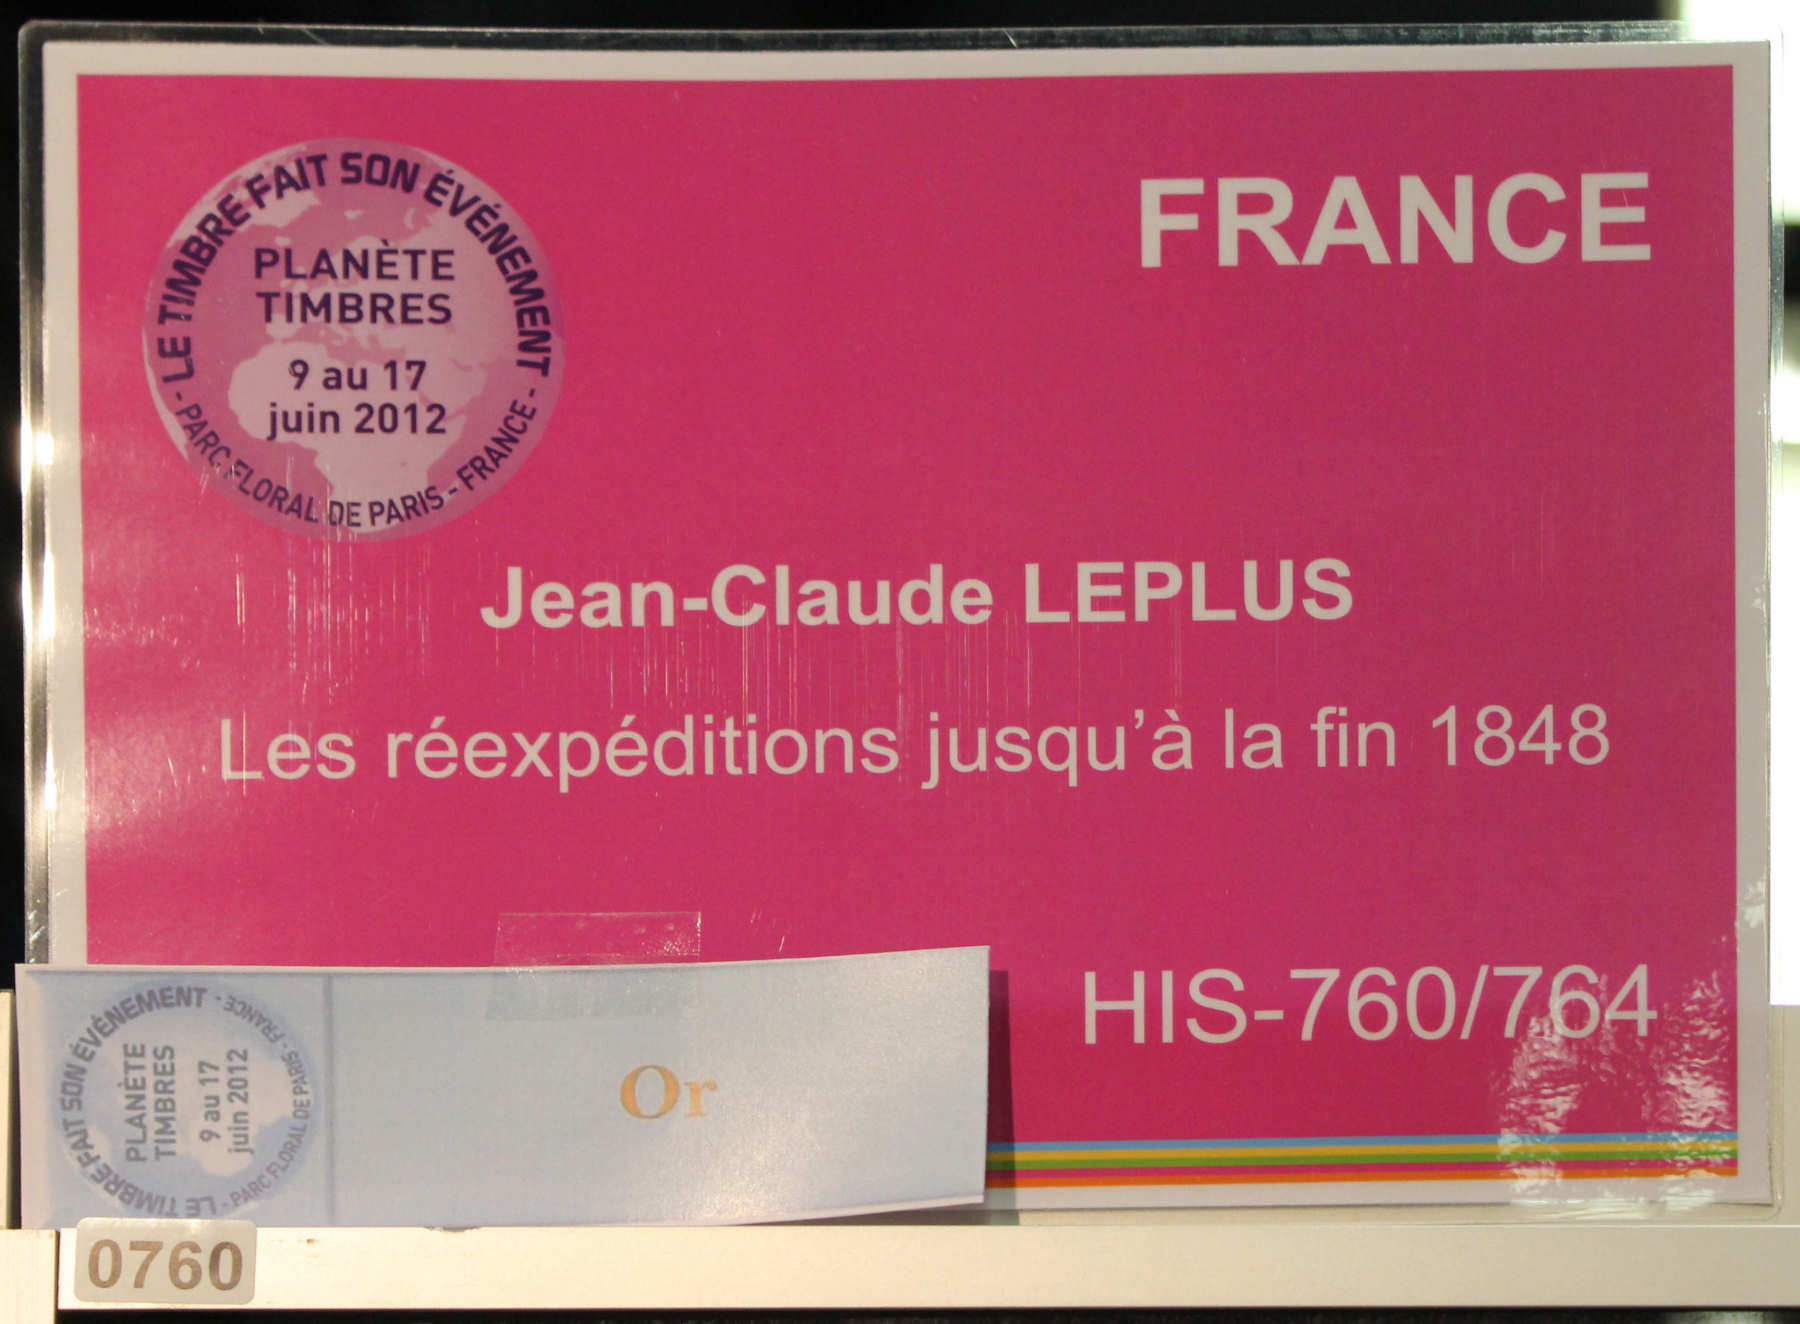 LE TIMBRE FAIT SON ÉVÉNEMENT
PLANÈTE
TIMBRES
9 au 17
juin 2012
- PARC FLORAL DE PARIS - FRANCE -
FRANCE
Jean-Claude LEPLUS
Les réexpéditions jusqu’à la fin 1848
HIS-760/764
LE TIMBRE FAIT SON ÉVÉNEMENT
PLANÈTE
TIMBRES
9 au 17
juin 2012
- PARC FLORAL DE PARIS - FRANCE -
Or
0760